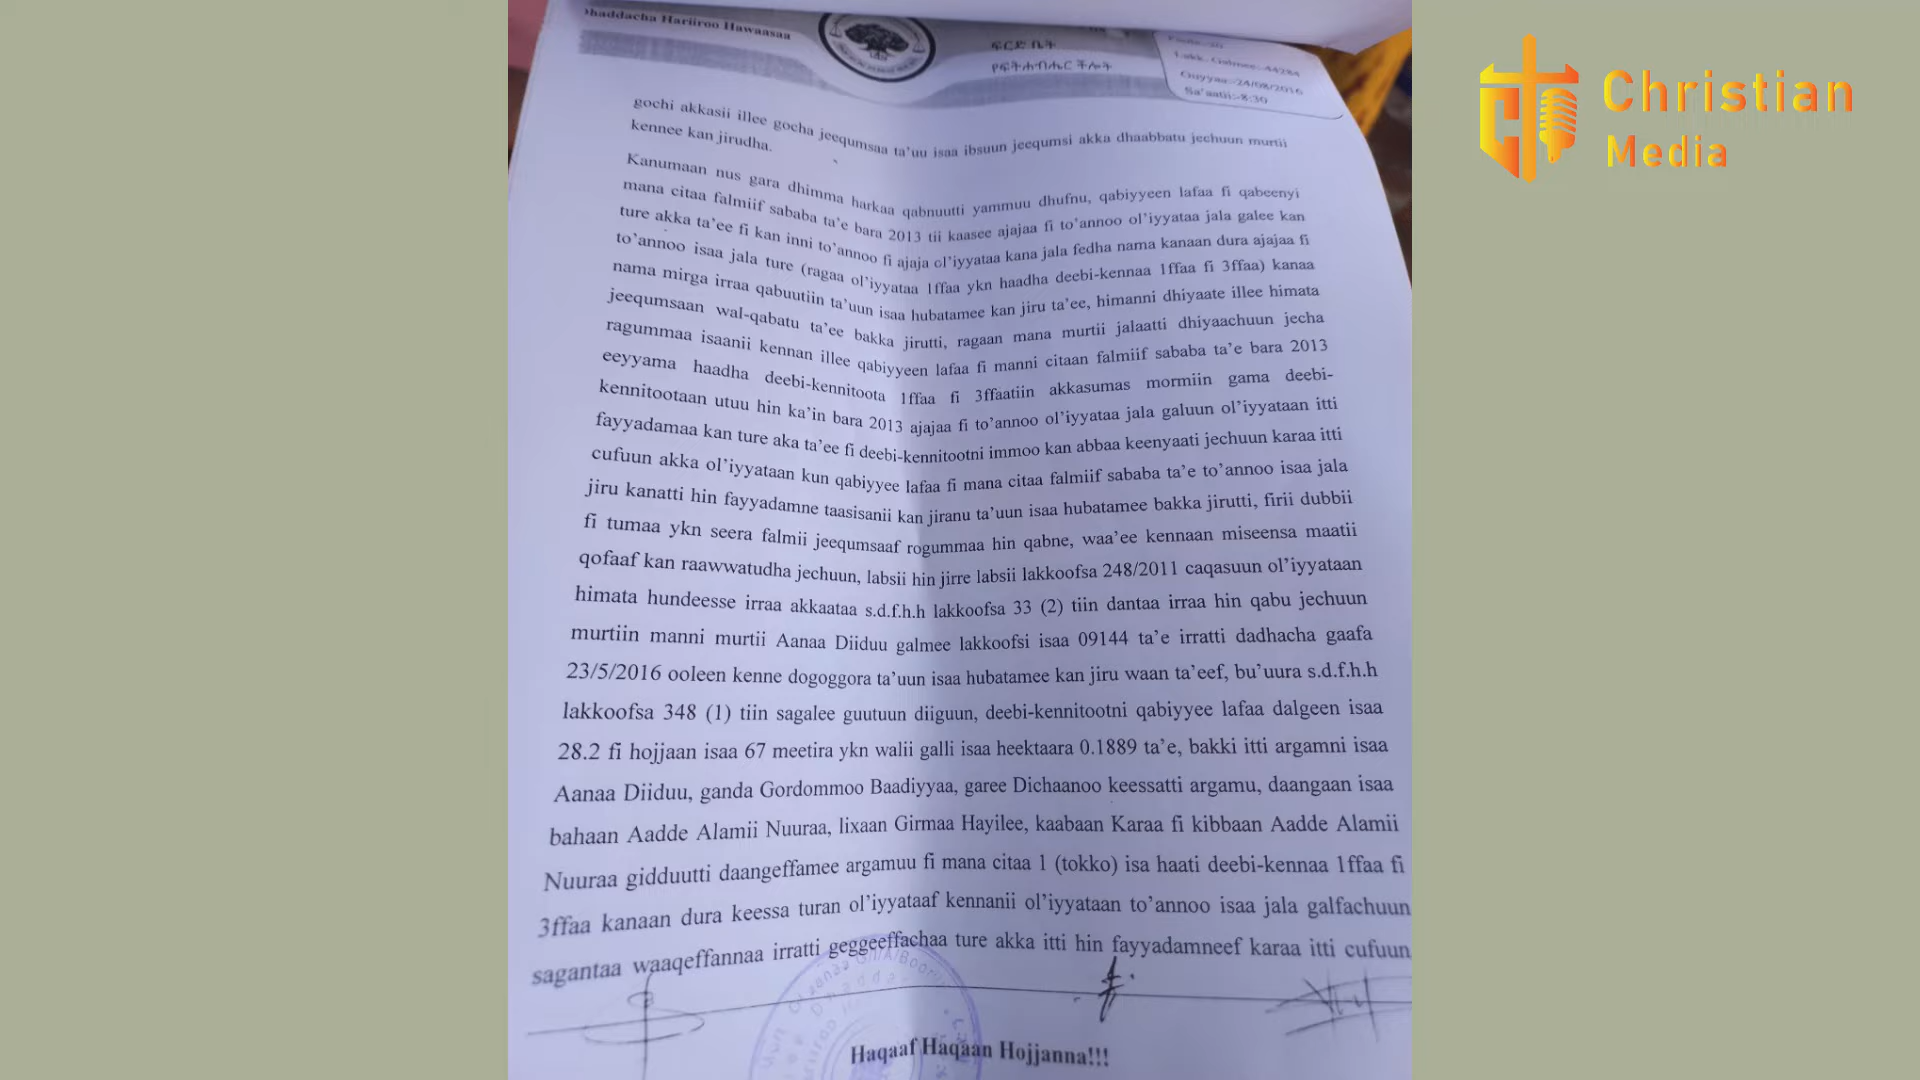 Dhaddacha Hariiroo Hawaasaa
ፍርድ ቤት
የፍትሐብሔር ችሎት
Lakk. Galmee:-44284
Guyyaa:-24/08/2016
Sa'aatii:-8:30
gochi akkasii illee gocha jeequmsaa ta'uu isaa ibsuun jeequmsi akka dhaabbatu jechuun murtii
kennee kan jirudha.
Kanumaan nus gara dhimma harkaa qabnuutti yammuu dhufnu, qabiyyeen lafaa fi qabeenyi
mana citaa falmiif sababa ta'e bara 2013 tii kaasee ajajaa fi to'annoo ol'iyyataa jala galee kan
ture akka ta'ee fi kan inni to'annoo fi ajaja ol'iyyataa kana jala fedha nama kanaan dura ajajaa fi
to'annoo isaa jala ture (ragaa ol'iyyataa 1ffaa ykn haadha deebi-kennaa 1ffaa fi 3ffaa) kanaa
nama mirga irraa qabuutiin ta'uun isaa hubatamee kan jiru ta'ee, himanni dhiyaate illee himata
jeequmsaan wal-qabatu ta'ee bakka jirutti, ragaan mana murtii jalaatti dhiyaachuun jecha
ragummaa isaanii kennan illee qabiyyeen lafaa fi manni citaan falmiif sababa ta'e bara 2013
eeyyama haadha deebi-kennitoota 1ffaa fi 3ffaatiin akkasumas mormiin gama deebi-
kennitootaan utuu hin ka'in bara 2013 ajajaa fi to'annoo ol'iyyataa jala galuun ol'iyyataan itti
fayyadamaa kan ture aka ta'ee fi deebi-kennitootni immoo kan abbaa keenyaati jechuun karaa itti
cufuun akka ol'iyyataan kun qabiyyee lafaa fi mana citaa falmiif sababa ta'e to'annoo isaa jala
jiru kanatti hin fayyadamne taasisanii kan jiranu ta'uun isaa hubatamee bakka jirutti, firii dubbii
fi tumaa ykn seera falmii jeequmsaaf rogummaa hin qabne, waa'ee kennaan miseensa maatii
qofaaf kan raawwatudha jechuun, labsii hin jirre labsii lakkoofsa 248/2011 caqasuun ol'iyyataan
himata hundeesse irraa akkaataa s.d.f.h.h lakkoofsa 33 (2) tiin dantaa irraa hin qabu jechuun
murtiin manni murtii Aanaa Diiduu galmee lakkoofsi isaa 09144 ta'e irratti dadhacha gaafa
23/5/2016 ooleen kenne dogoggora ta'uun isaa hubatamee kan jiru waan ta'eef, bu'uura s.d.f.h.h
lakkoofsa 348 (1) tiin sagalee guutuun diiguun, deebi-kennitootni qabiyyee lafaa dalgeen isaa
28.2 fi hojjaan isaa 67 meetira ykn walii galli isaa heektaara 0.1889 ta'e, bakki itti argamni isaa
Aanaa Diiduu, ganda Gordommoo Baadiyyaa, garee Dichaanoo keessatti argamu, daangaan isaa
bahaan Aadde Alamii Nuuraa, lixaan Girmaa Hayilee, kaabaan Karaa fi kibbaan Aadde Alamii
Nuuraa gidduutti daangeffamee argamuu fi mana citaa 1 (tokko) isa haati deebi-kennaa 1ffaa fi
3ffaa kanaan dura keessa turan ol'iyyataaf kennanii ol'iyyataan to'annoo isaa jala galfachuun
sagantaa waaqeffannaa irratti geggeeffachaa ture akka itti hin fayyadamneef karaa itti cufuun
Haqaaf Haqaan Hojjanna!!!
Christian
Media